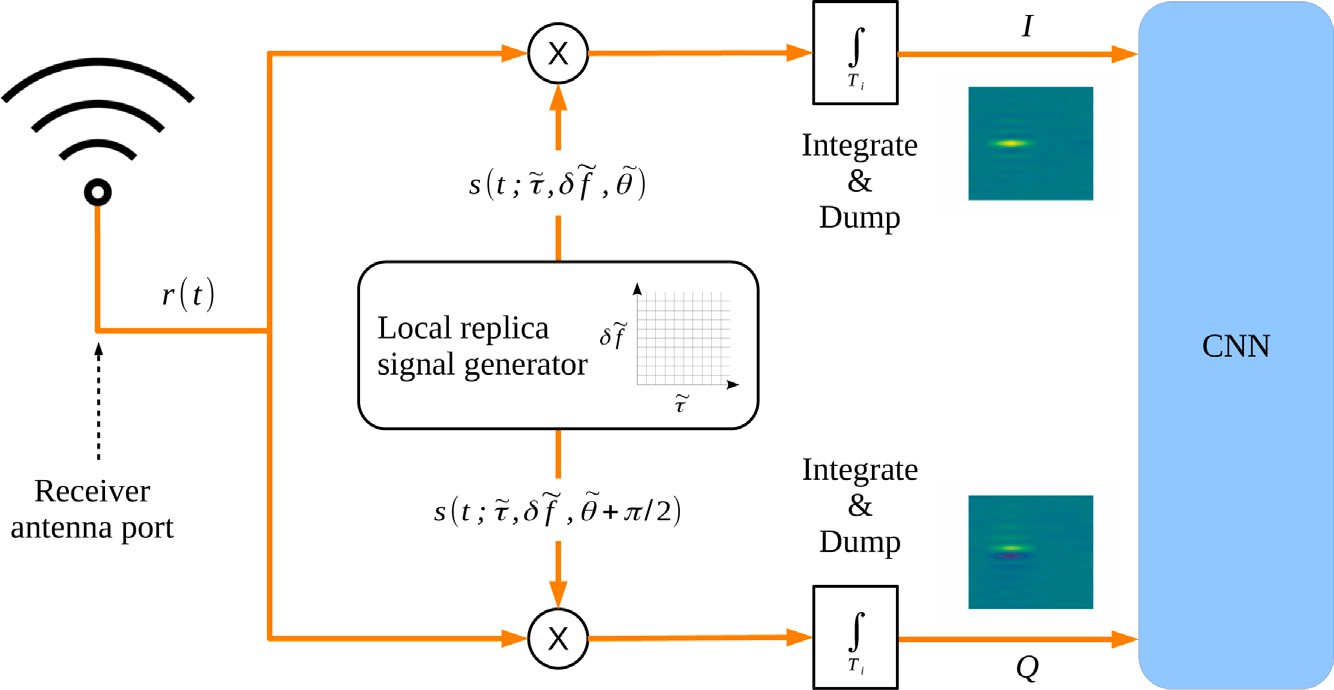 I
X
∫
T i
Integrate
&
Dump
s(t ; τ̃, δf̃ , θ̃)
r(t)
Local replica
signal generator
δf̃
τ̃
CNN
Receiver
antenna port
s(t ; τ̃, δf̃ , θ̃ + π/2)
Integrate
&
Dump
X
∫
T i
Q